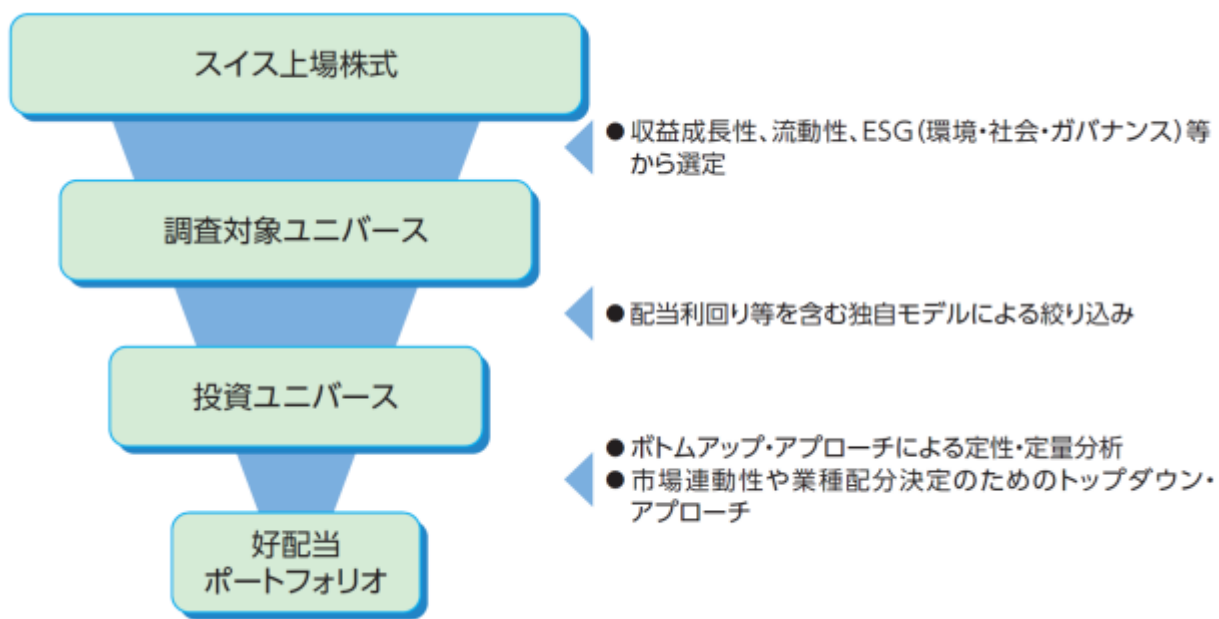 スイス上場株式
●収益成長性、流動性、ESG(環境・社会・ガバナンス)等
から選定
調査対象ユニバース
●配当利回り等を含む独自モデルによる絞り込み
投資ユニバース
●ボトムアップ・アプローチによる定性・定量分析
●市場連動性や業種配分決定のためのトップダウン・
アプローチ
好配当
ポートフォリオ